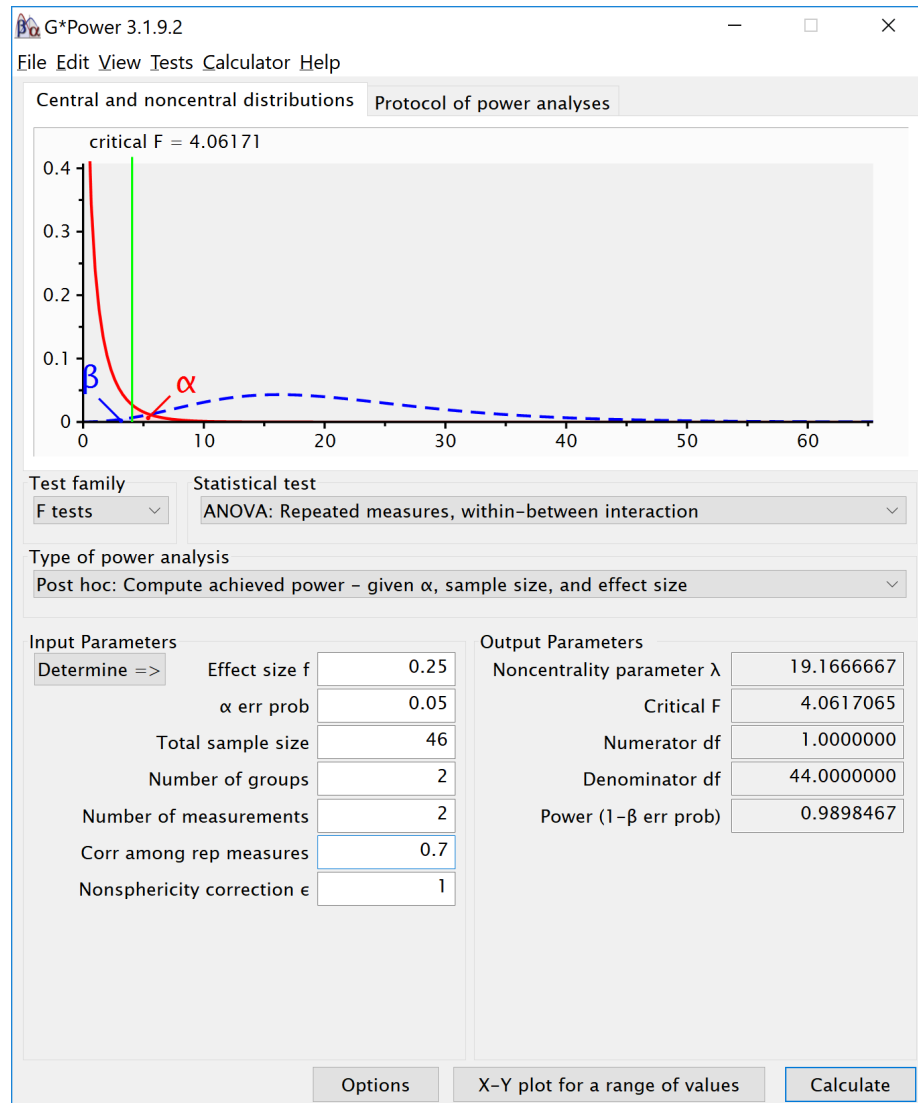 G*Power 3.1.9.2
File Edit View Tests Calculator Help
Central and noncentral distributions Protocol of power analyses
critical F = 4.06171
0.4
0.3
0.2
0.1
β α
0
0 10 20 30 40 50 60
Test family Statistical test
F tests ANOVA: Repeated measures, within-between interaction
Type of power analysis
Post hoc: Compute achieved power - given α, sample size, and effect size
Input Parameters Output Parameters
Determine => Effect size f 0.25 Noncentrality parameter λ 19.1666667
α err prob 0.05 Critical F 4.0617065
Total sample size 46 Numerator df 1.0000000
Number of groups 2 Denominator df 44.0000000
Number of measurements 2 Power (1-β err prob) 0.9898467
Corr among rep measures 0.7
Nonsphericity correction ϵ 1
Options X-Y plot for a range of values Calculate